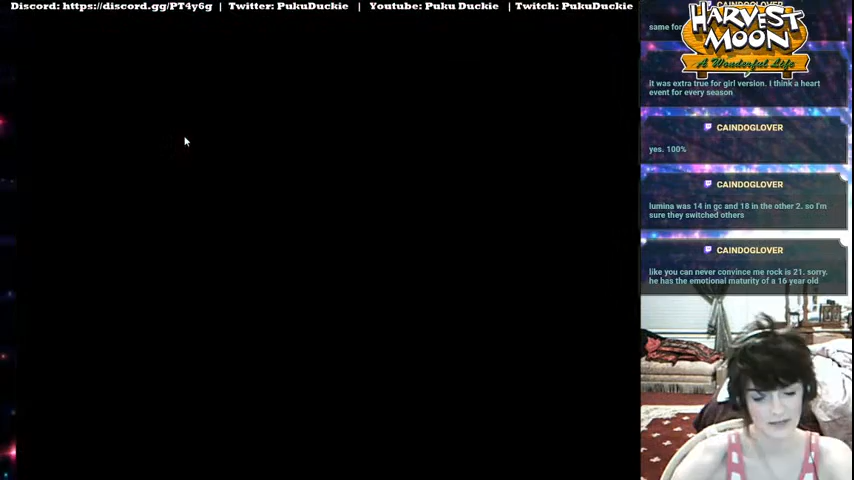 Discord: https://discord.gg/PT4y6g | Twitter: PukuDuckie | Youtube: Puku Duckie | Twitch: PukuDuckie
CAINDOGLOVER
same for
HARVEST
MOON
A Wonderful Life
it was extra true for girl version. I think a heart
event for every season
CAINDOGLOVER
yes. 100%
CAINDOGLOVER
lumina was 14 in gc and 18 in the other 2. so I'm
sure they switched others
CAINDOGLOVER
like you can never convince me rock is 21. sorry.
he has the emotional maturity of a 16 year old